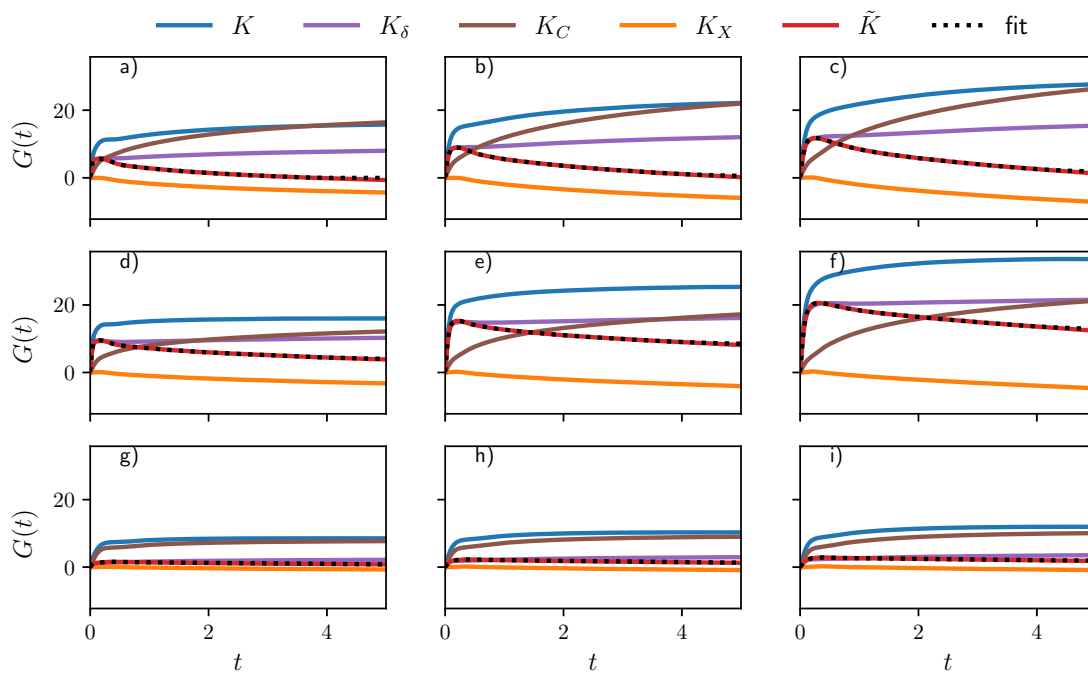 K K_δ K_C K_X K̃ fit
a) b) c)
G(t) 20 0
d) e) f)
G(t) 20 0
g) h) i)
G(t) 20 0
0 2 4 0 2 4 0 2 4
t t t